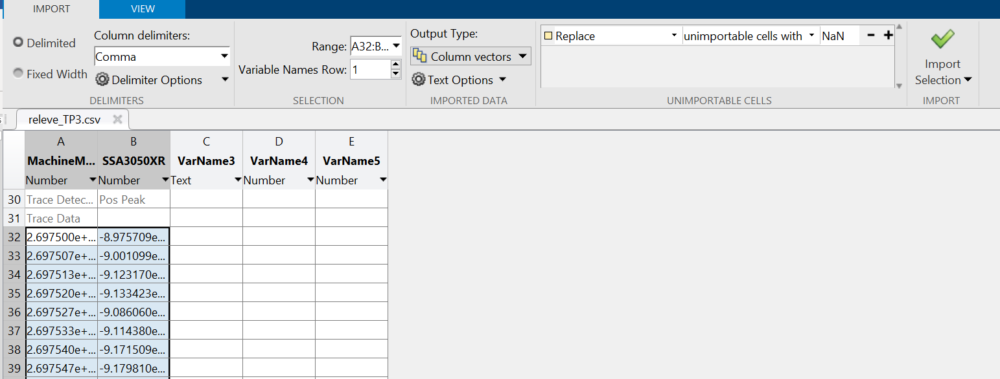 IMPORT VIEW
Delimited
Fixed Width
Column delimiters:
Comma
Delimiter Options
DELIMITERS
Range: A32:B...
Variable Names Row: 1
SELECTION
Output Type:
Column vectors
Text Options
IMPORTED DATA
Replace unimportable cells with NaN
UNIMPORTABLE CELLS
Import
Selection
IMPORT
releve_TP3.csv
A B C D E
MachineM... SSA3050XR VarName3 VarName4 VarName5
Number Number Text Number Number
30 Trace Detec... Pos Peak
31 Trace Data
32 2.697500e+... -8.975709e...
33 2.697507e+... -9.001099e...
34 2.697513e+... -9.123170e...
35 2.697520e+... -9.133423e...
36 2.697527e+... -9.086060e...
37 2.697533e+... -9.114380e...
38 2.697540e+... -9.171509e...
39 2.697547e+... -9.179810e...